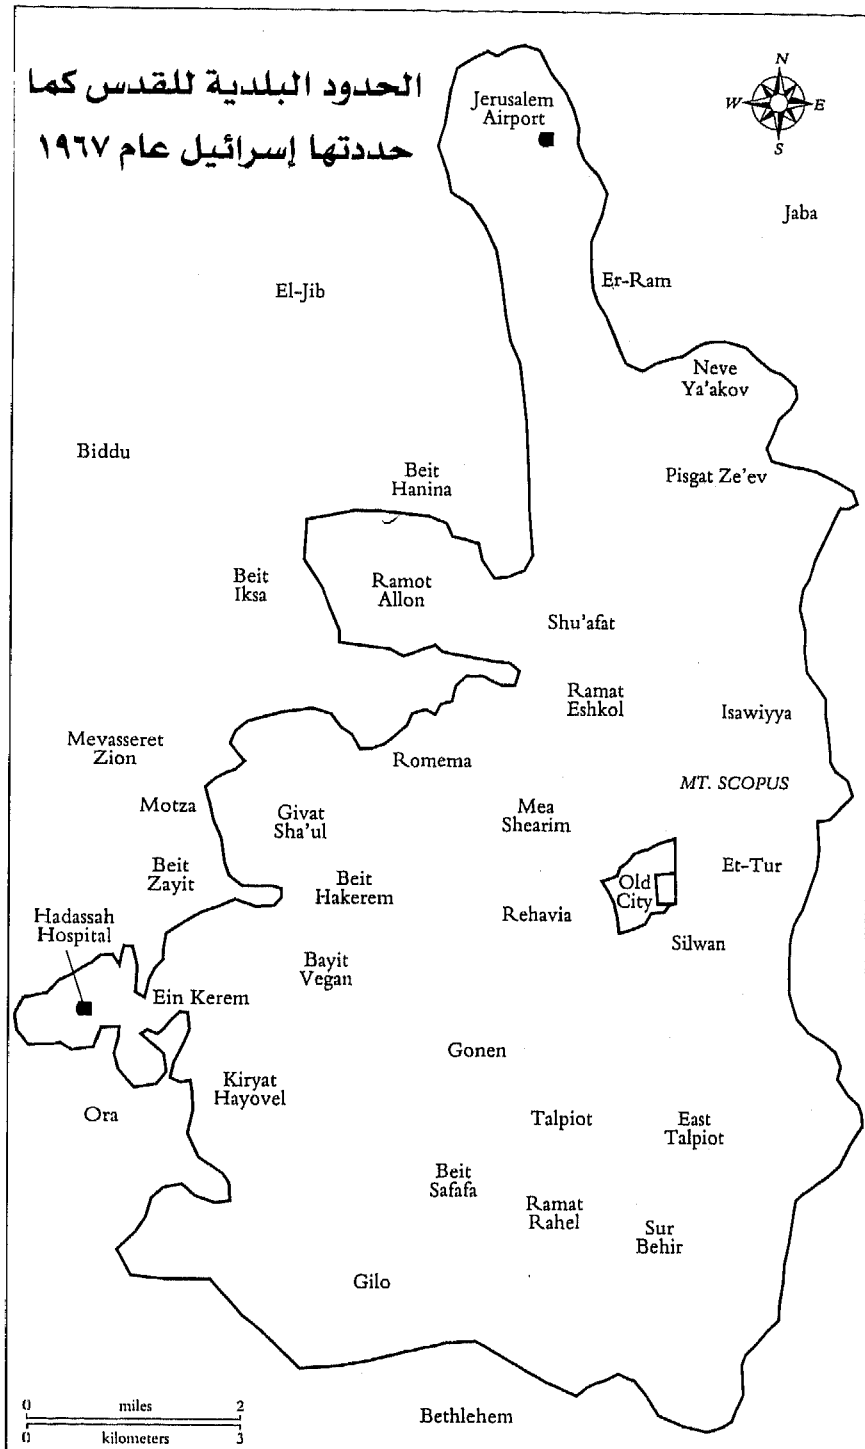 الحدود البلدية للقدس كما
حددتها إسرائيل عام ١٩٦٧
N
W
E
S
Jerusalem
Airport
Jaba
Er-Ram
El-Jib
Neve
Ya'akov
Biddu
Beit
Hanina
Pisgat Ze'ev
Beit
Iksa
Ramot
Allon
Shu'afat
Ramat
Eshkol
Isawiyya
Mevasseret
Zion
Romema
MT. SCOPUS
Motza
Givat
Sha'ul
Mea
Shearim
Beit
Zayit
Beit
Hakerem
Old
City
Et-Tur
Rehavia
Hadassah
Hospital
Silwan
Bayit
Vegan
Ein Kerem
Gonen
Kiryat
Hayovel
Ora
Talpiot
East
Talpiot
Beit
Safafa
Ramat
Rahel
Sur
Behir
Gilo
Bethlehem
0 miles 2
0 kilometers 3